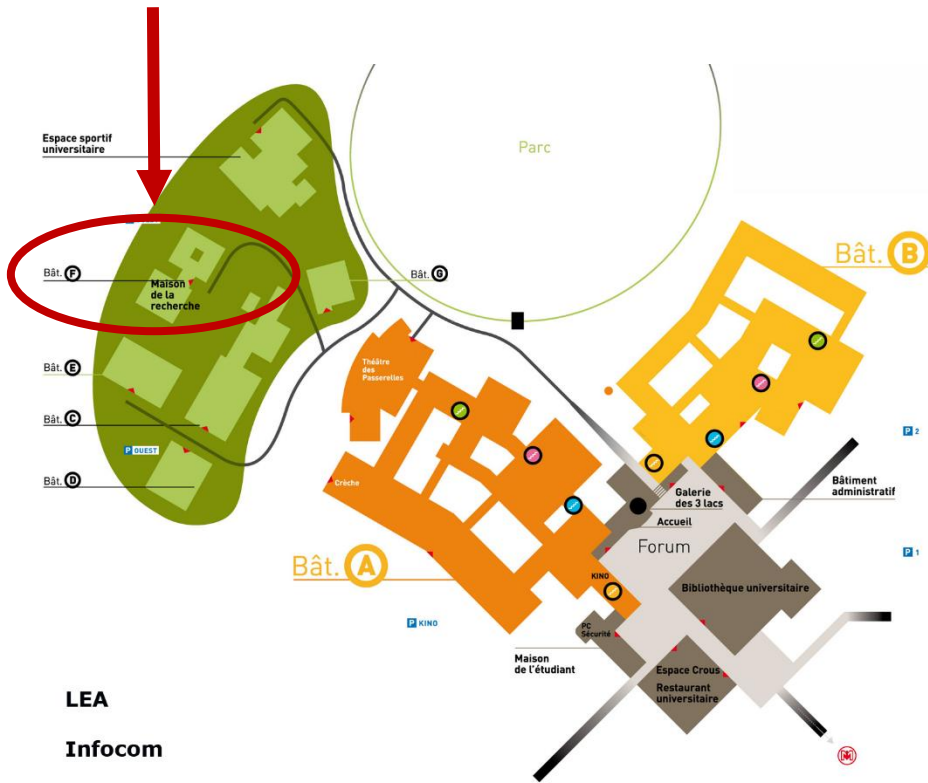 Espace sportif
universitaire
Parc
Bât. B
Bât. F
Maison
de la
recherche
Bât. G
Théâtre
des
Passerelles
Bât. E
Bât. C
P OUEST
P 2
Bât. D
Crèche
Galerie
des 3 lacs
Bâtiment
administratif
Accueil
Forum
Bât. A
P 1
KINO
Bibliothèque universitaire
P KINO
PC
Sécurité
Maison
de l'étudiant
Espace Crous
Restaurant
universitaire
LEA
Infocom